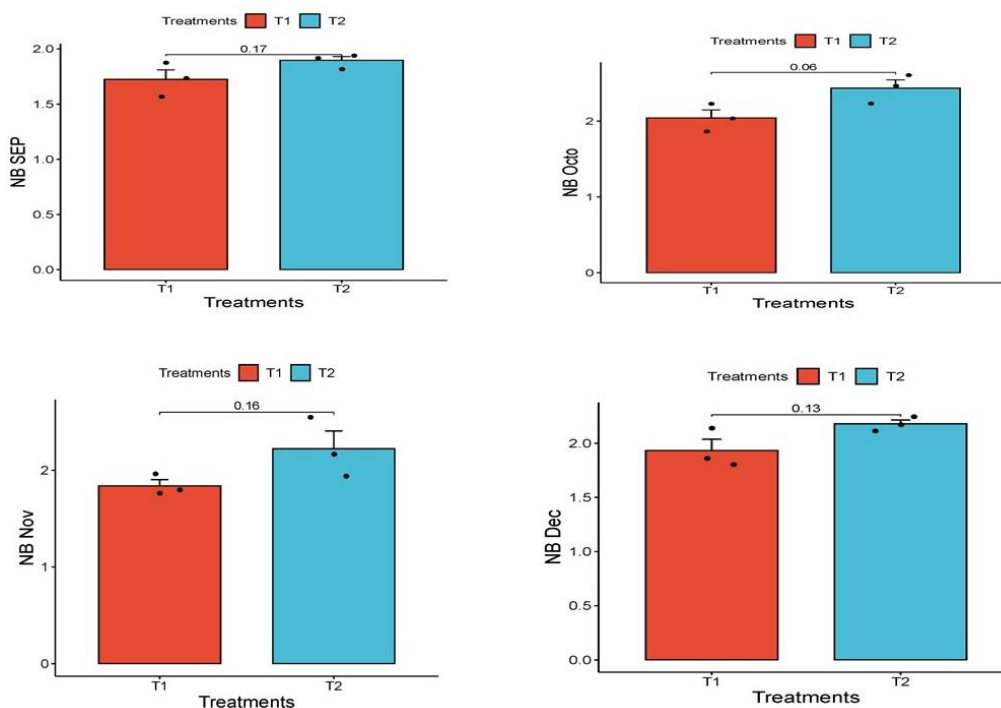 Treatments T1 T2
0.17
2.0
1.5
1.0
0.5
0.0
NB SEP
T1 T2
Treatments
Treatments T1 T2
0.06
2
1
0
NB Octo
T1 T2
Treatments
Treatments T1 T2
0.16
2
1
0
NB Nov
T1 T2
Treatments
Treatments T1 T2
0.13
2.0
1.5
1.0
0.5
0.0
NB Dec
T1 T2
Treatments